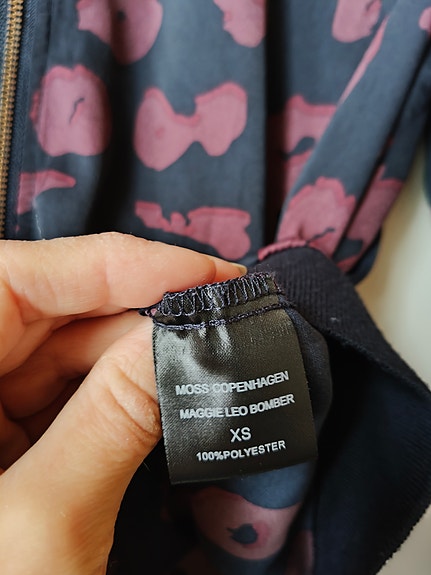 MOSS COPENHAGEN
MAGGIE LEO BOMBER
XS
100%POLYESTER